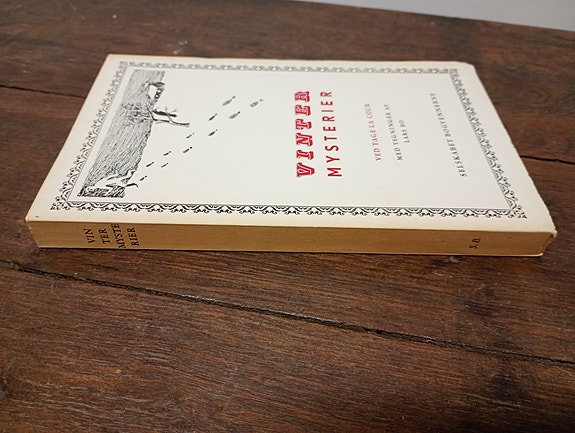 VINTER
MYSTERIER
VED TAGE LA COUR
MED TEGNINGER AF
LARS BO
SELSKABET BOGVENNERNE
VIN
TER
MYSTE
RIER
S. B.